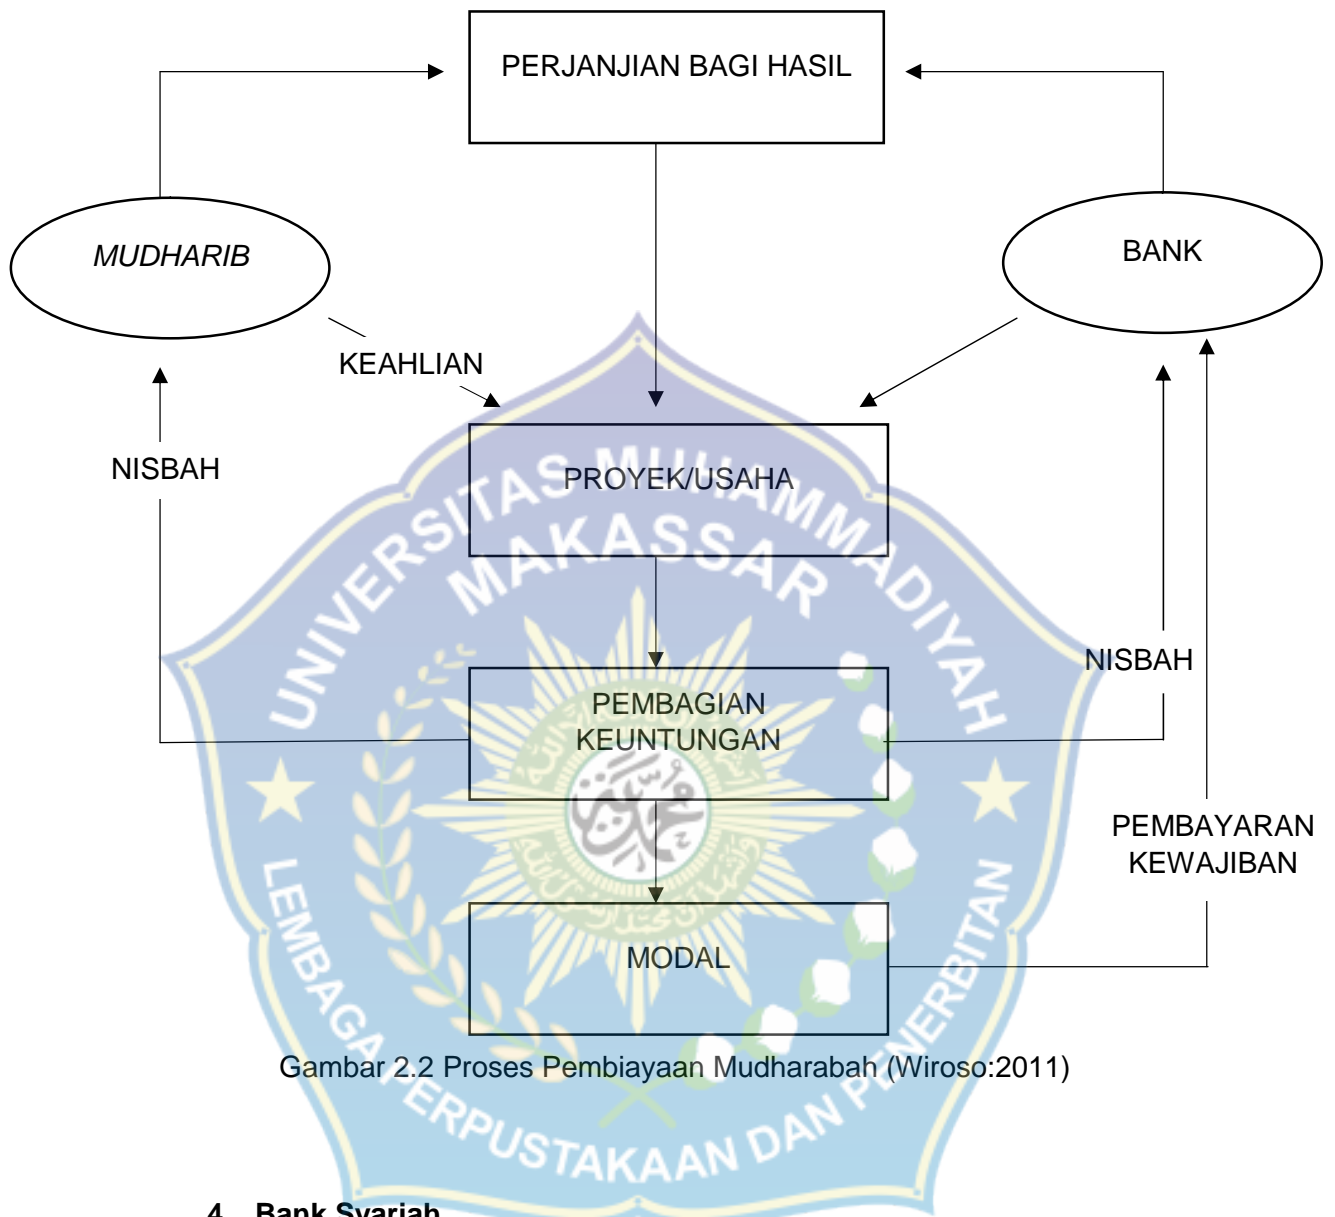 PERJANJIAN BAGI HASIL
MUDHARIB
BANK
KEAHLIAN
NISBAH
PROYEK/USAHA
UNIVERSITAS MUHAMMADIYAH
MAKASSAR
NISBAH
PEMBAGIAN
KEUNTUNGAN
PEMBAYARAN
KEWAJIBAN
MODAL
LEMBAGA PERPUSTAKAAN DAN PENERBITAN
Gambar 2.2 Proses Pembiayaan Mudharabah (Wiroso:2011)
4. Bank Syariah